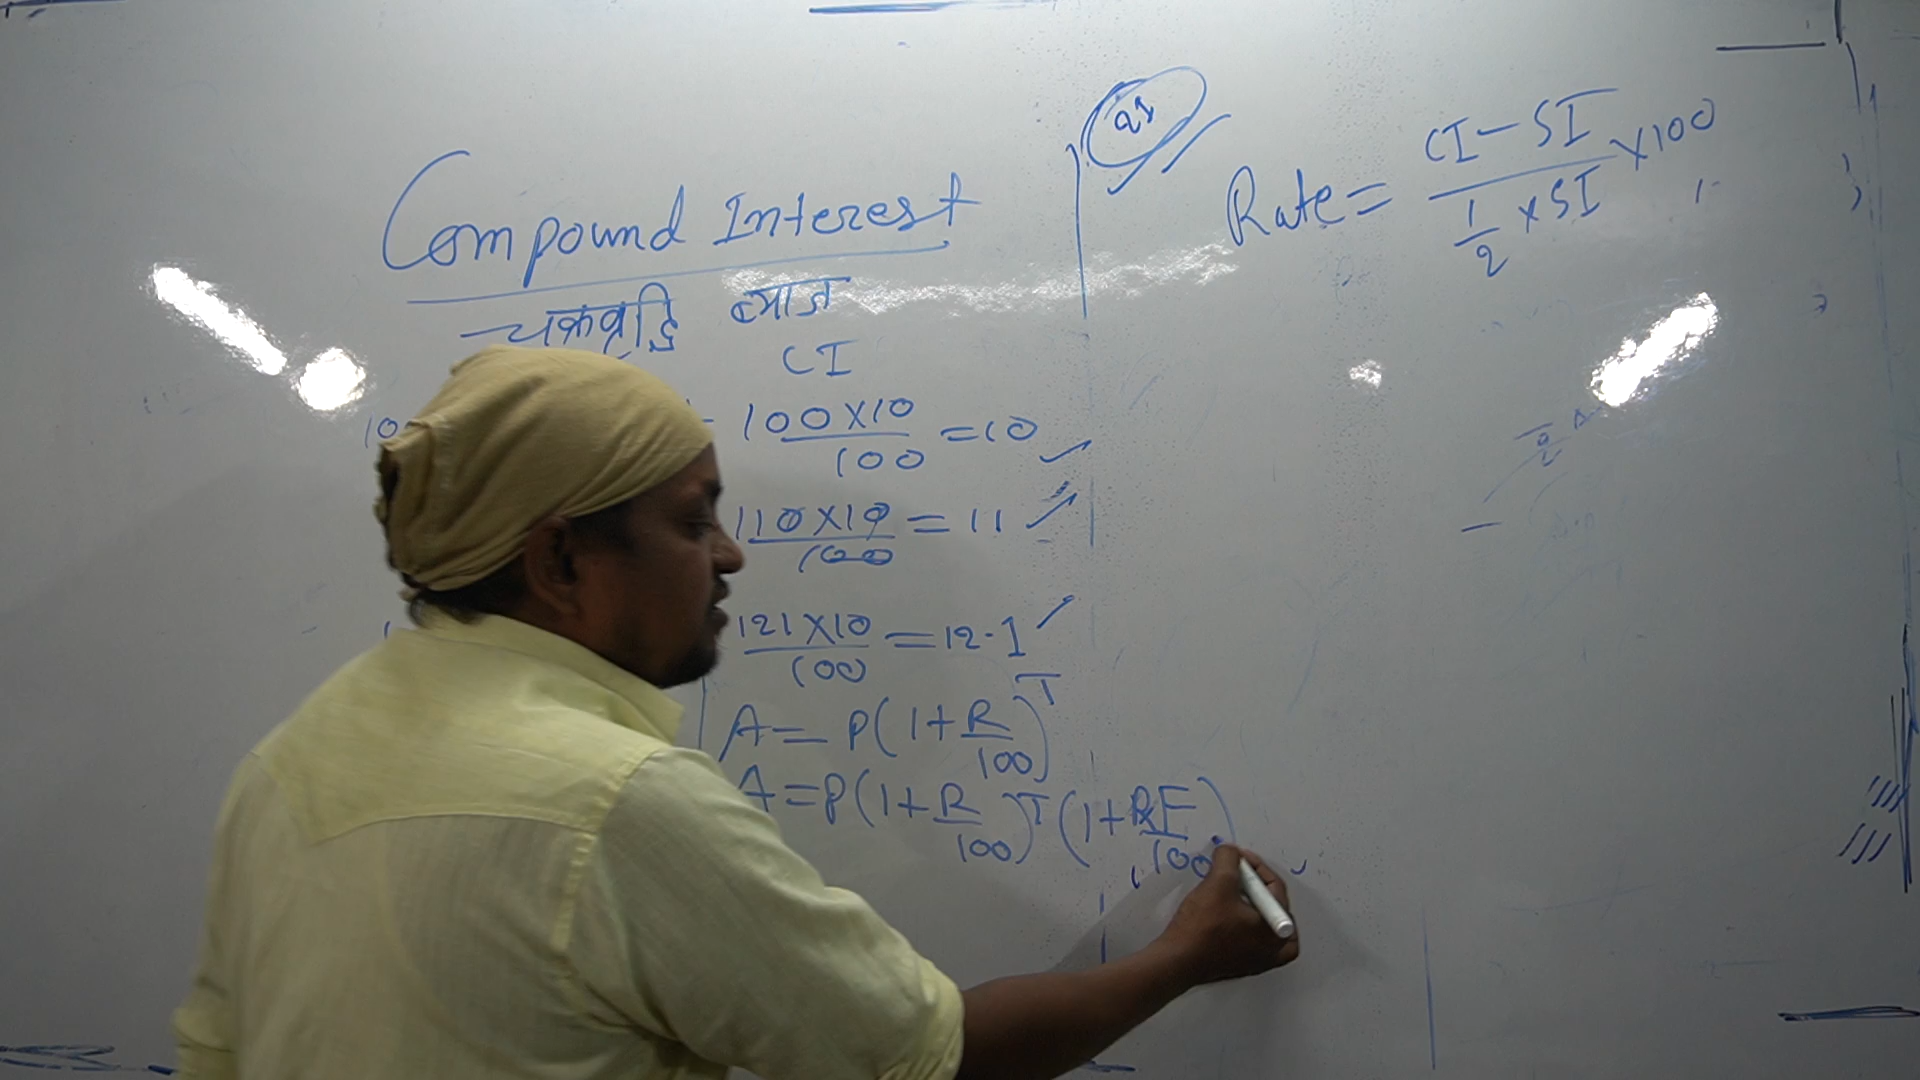 Compound Interest
चक्रवृद्धि ब्याज
CI
10
100×10/100 = 10
110×10/100 = 11
121×10/100 = 12.1
A = P(1+R/100)^T
A = P(1+R/100)^T (1+R×F/100)
Rate = CI-SI/½×SI ×100